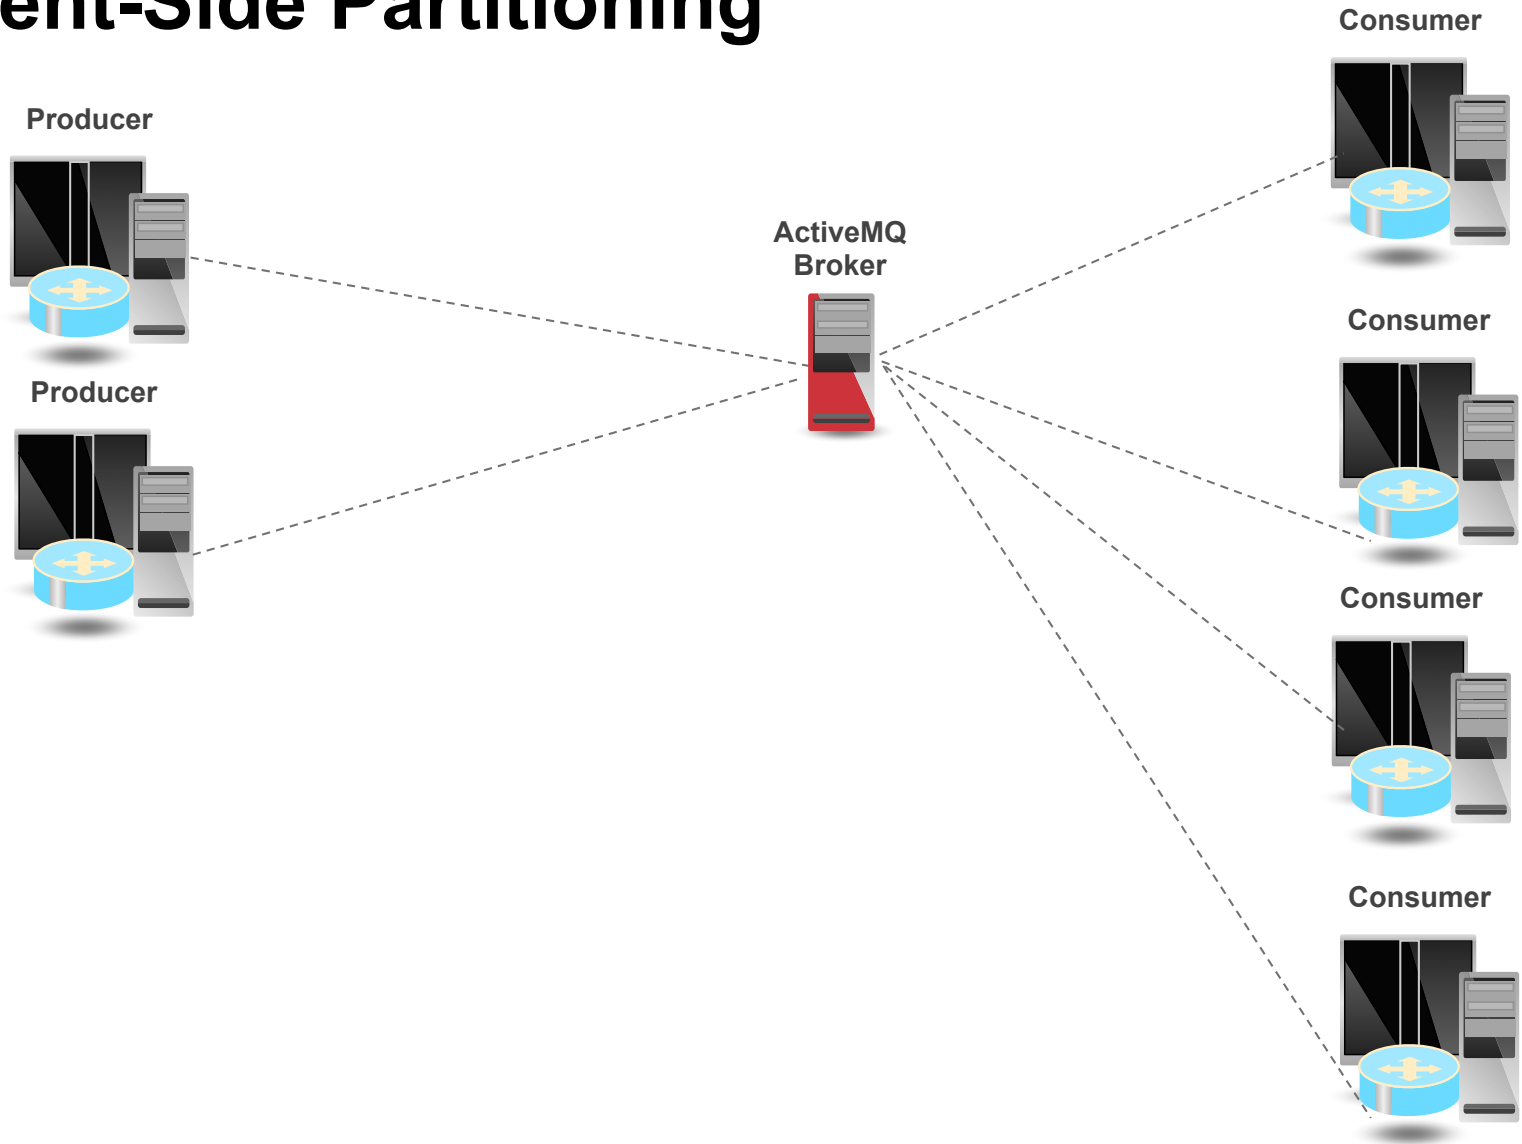 ent-Side Partitioning
Consumer
Producer
ActiveMQ
Broker
Consumer
Producer
Consumer
Consumer